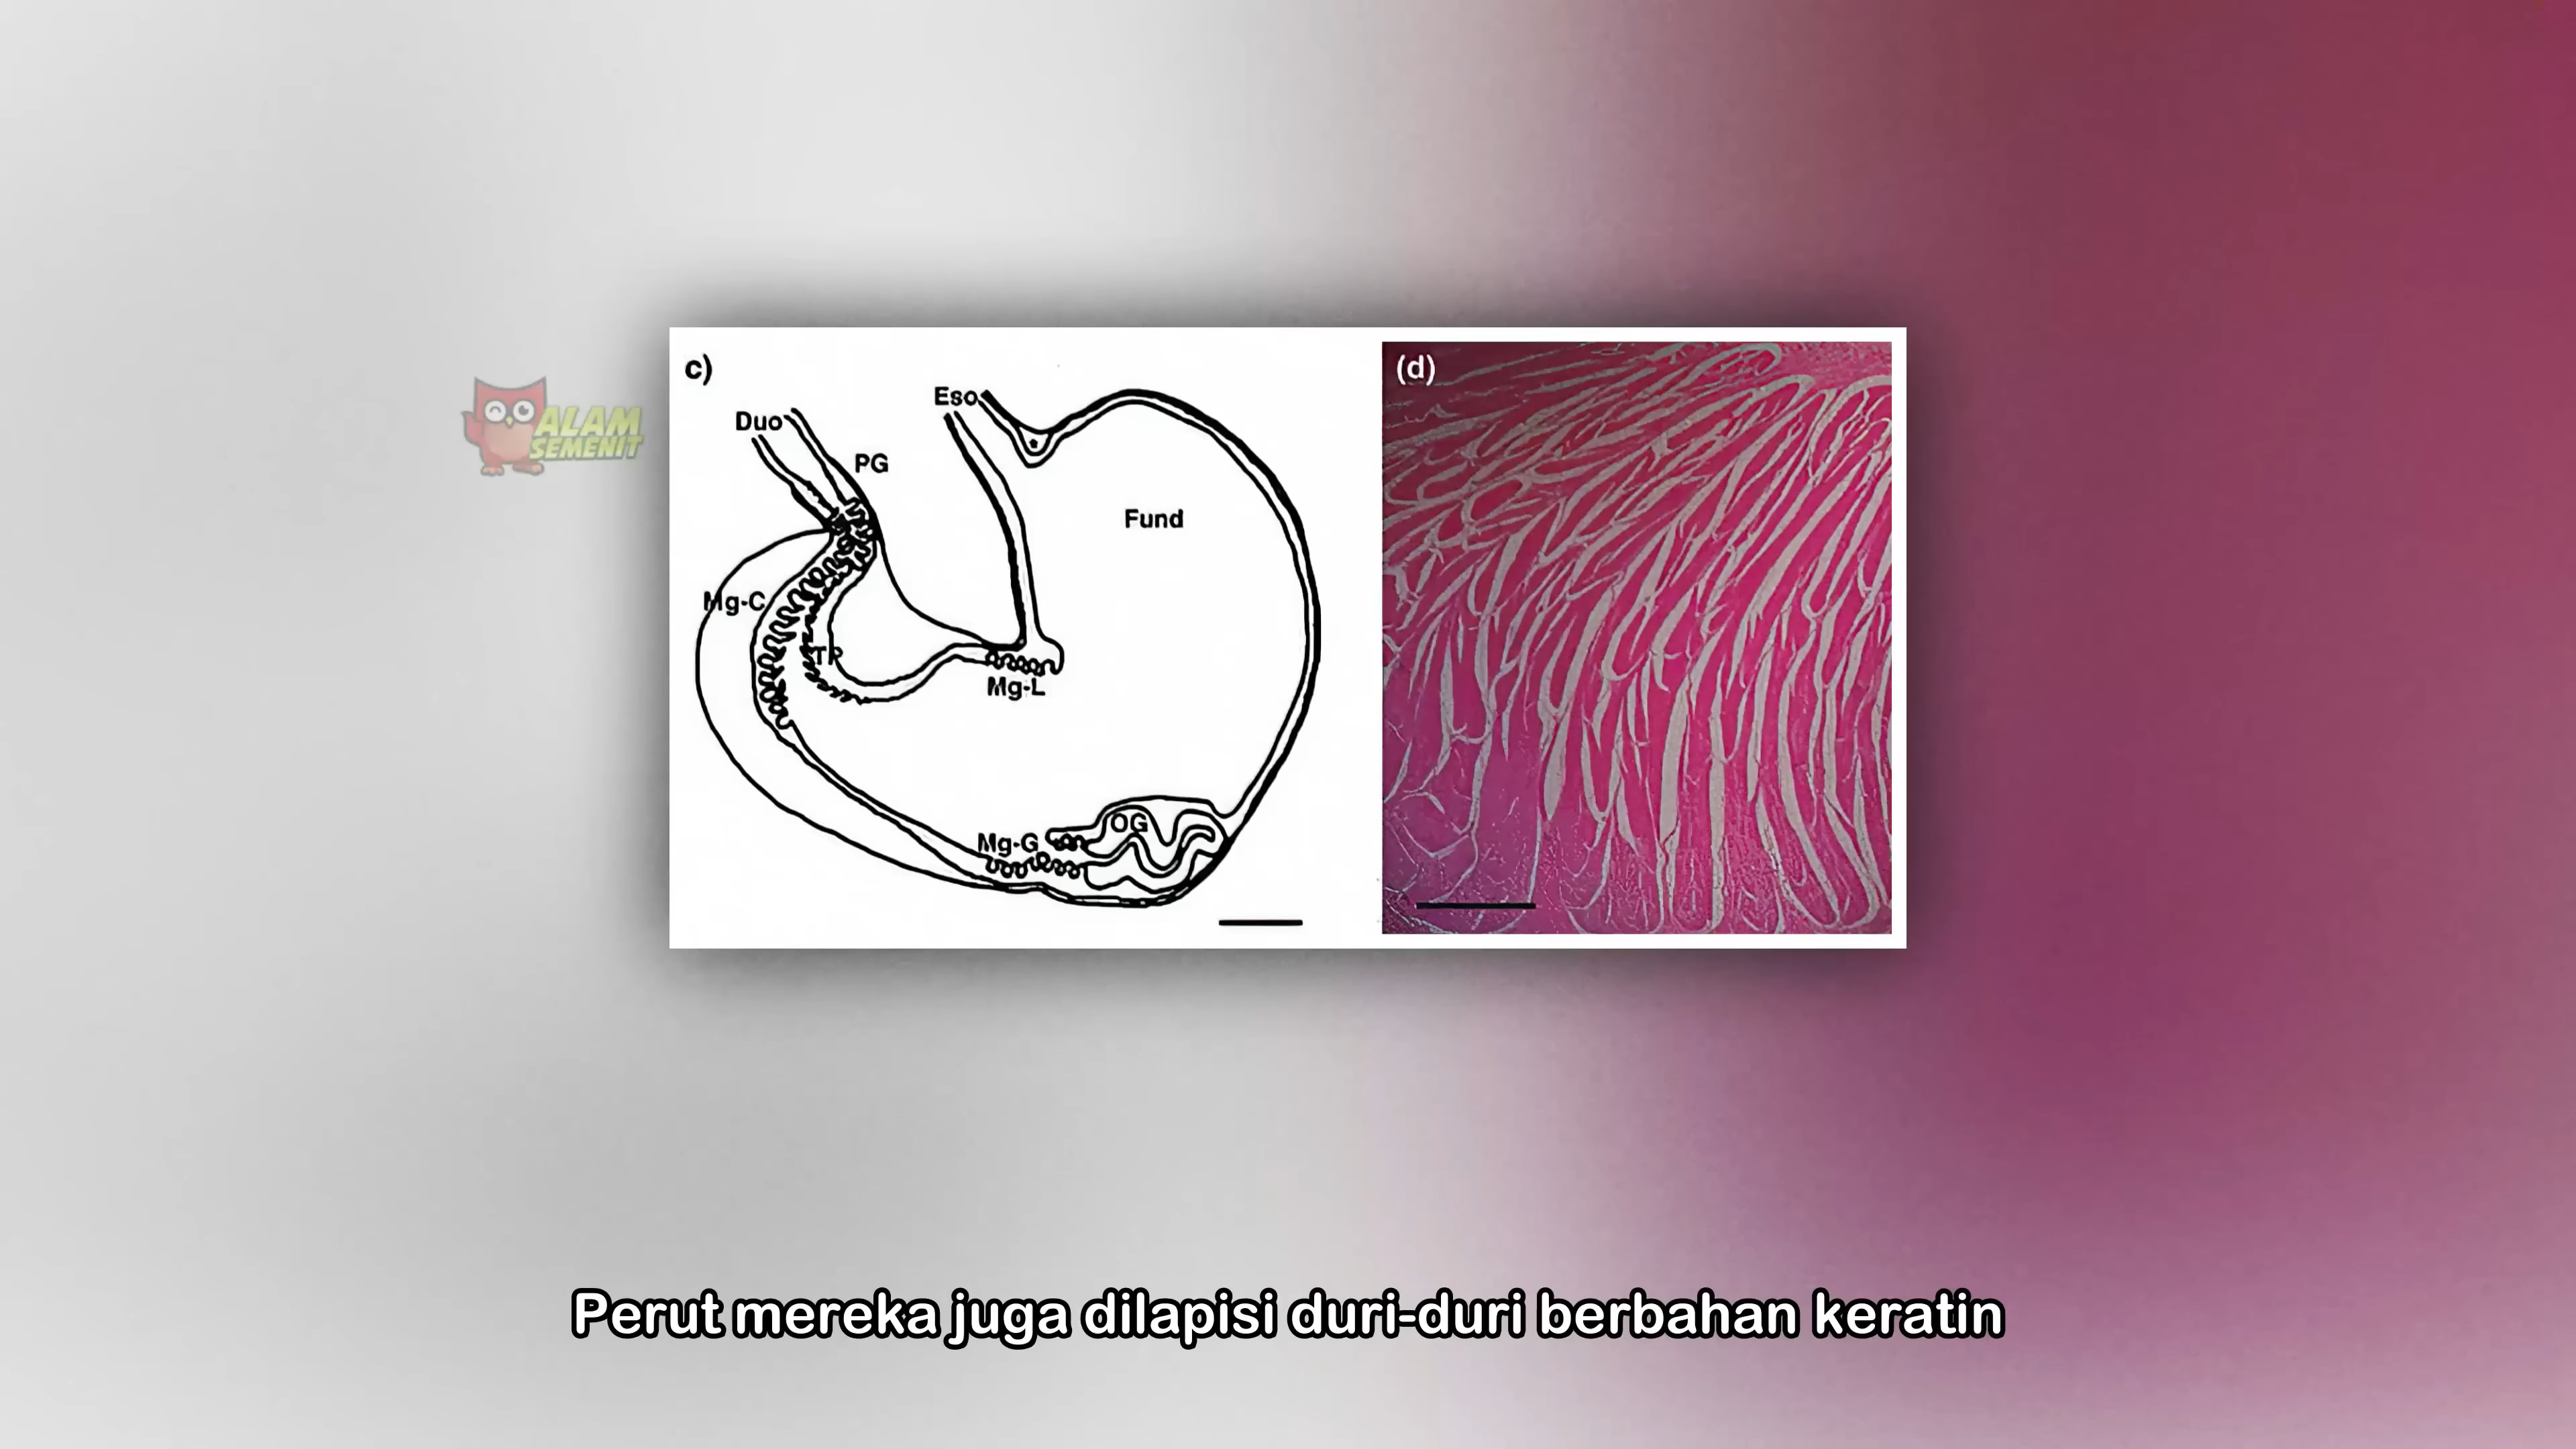 ALAM
SEMENIT
c)
Duo
Eso
PG
Fund
Mg-C
TP
Mg-L
Mg-G
OG
(d)
Perut mereka juga dilapisi duri-duri berbahan keratin